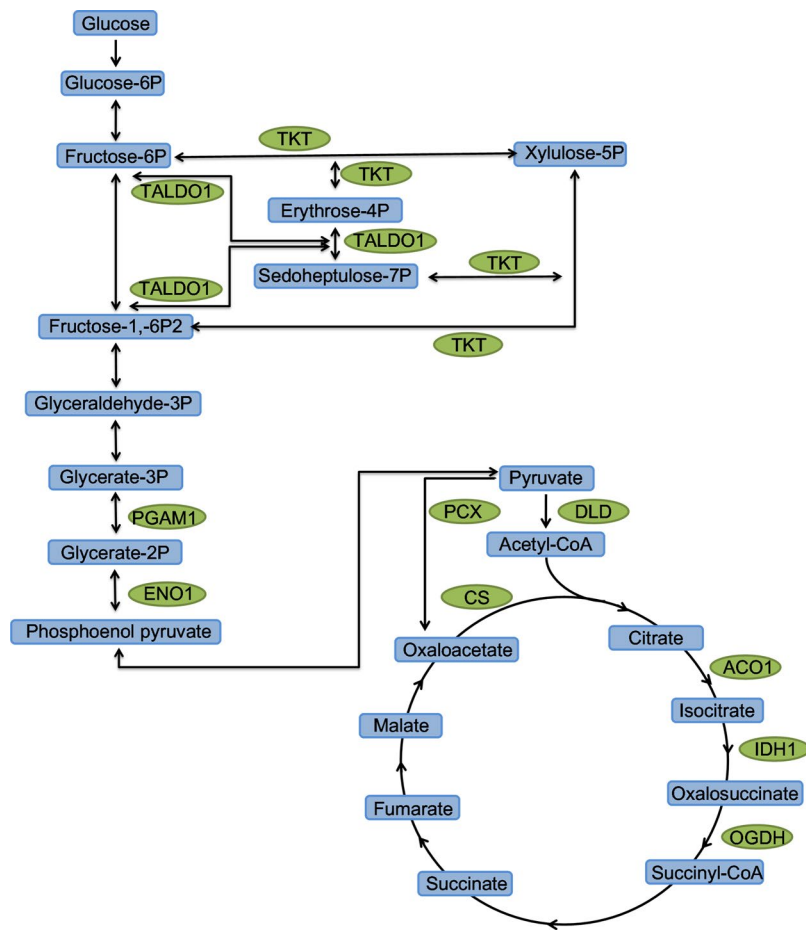 Glucose
Glucose-6P
TKT
Fructose-6P
Xylulose-5P
TKT
TALDO1
Erythrose-4P
TALDO1
TKT
Sedoheptulose-7P
TALDO1
Fructose-1,-6P2
TKT
Glyceraldehyde-3P
Glycerate-3P
Pyruvate
PGAM1
PCX
DLD
Glycerate-2P
Acetyl-CoA
ENO1
CS
Phosphoenol pyruvate
Citrate
Oxaloacetate
ACO1
Isocitrate
Malate
IDH1
Oxalosuccinate
Fumarate
OGDH
Succinyl-CoA
Succinate